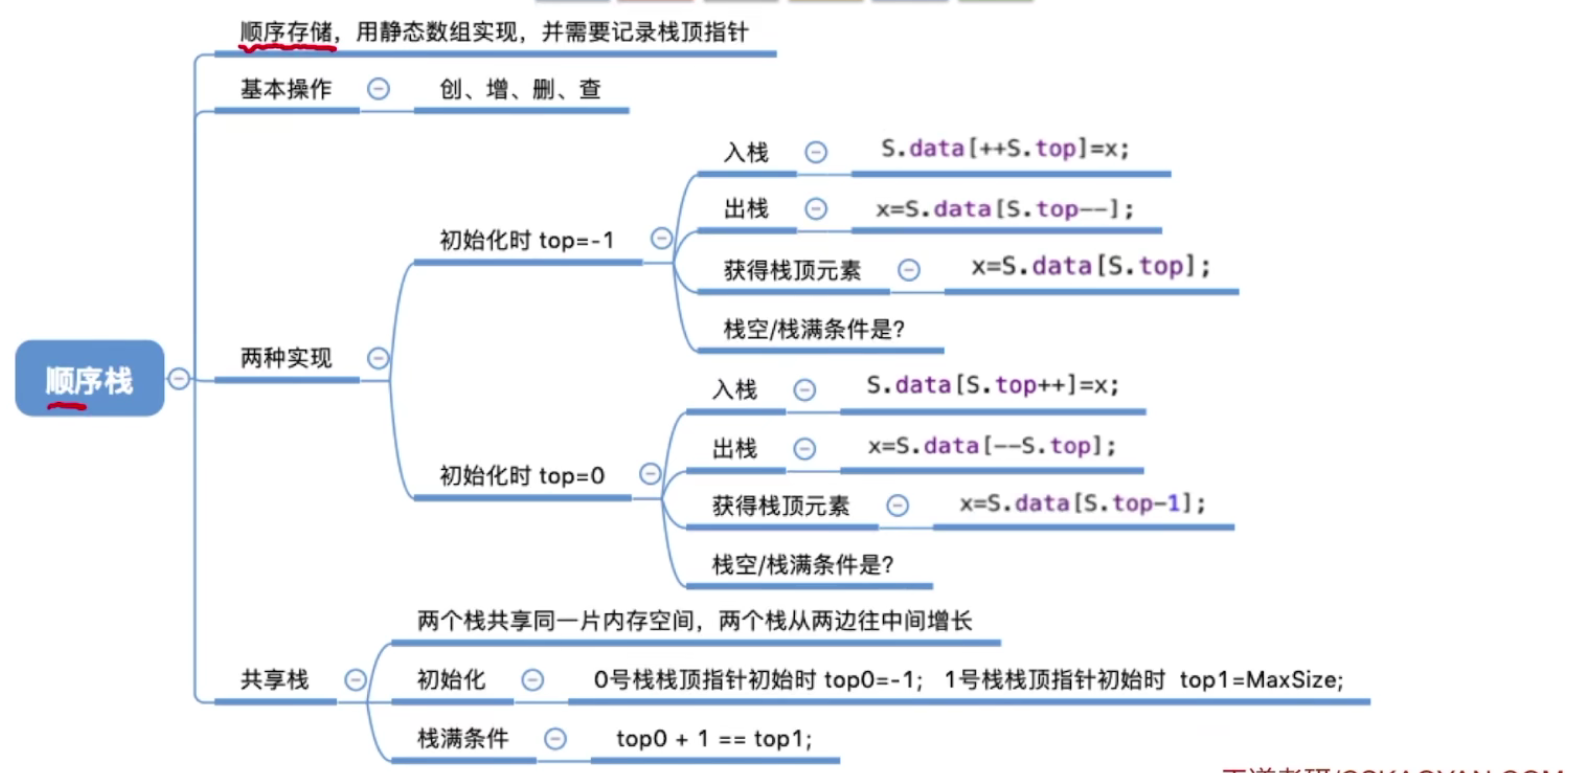 顺序存储，用静态数组实现，并需要记录栈顶指针
基本操作
创、增、删、查
入栈
S.data[++S.top]=x;
出栈
x=S.data[S.top--];
初始化时 top=-1
获得栈顶元素
x=S.data[S.top];
栈空/栈满条件是?
两种实现
顺序栈
入栈
S.data[S.top++]=x;
出栈
x=S.data[--S.top];
初始化时 top=0
获得栈顶元素
x=S.data[S.top-1];
栈空/栈满条件是?
两个栈共享同一片内存空间，两个栈从两边往中间增长
共享栈
初始化
0号栈栈顶指针初始时 top0=-1; 1号栈栈顶指针初始时 top1=MaxSize;
栈满条件
top0 + 1 == top1;